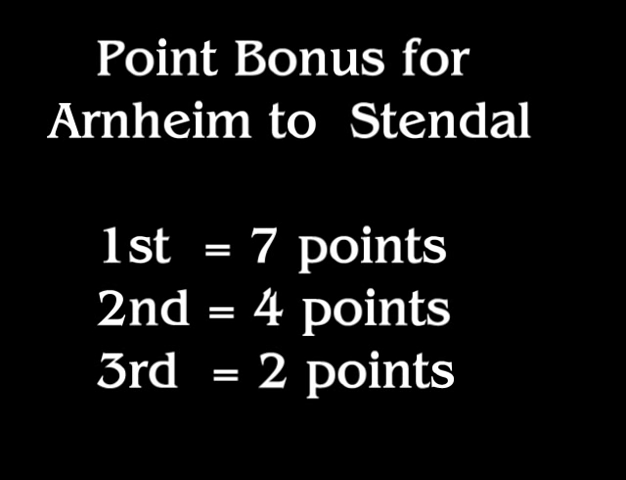 Point Bonus for
Arnheim to Stendal
1st = 7 points
2nd = 4 points
3rd = 2 points